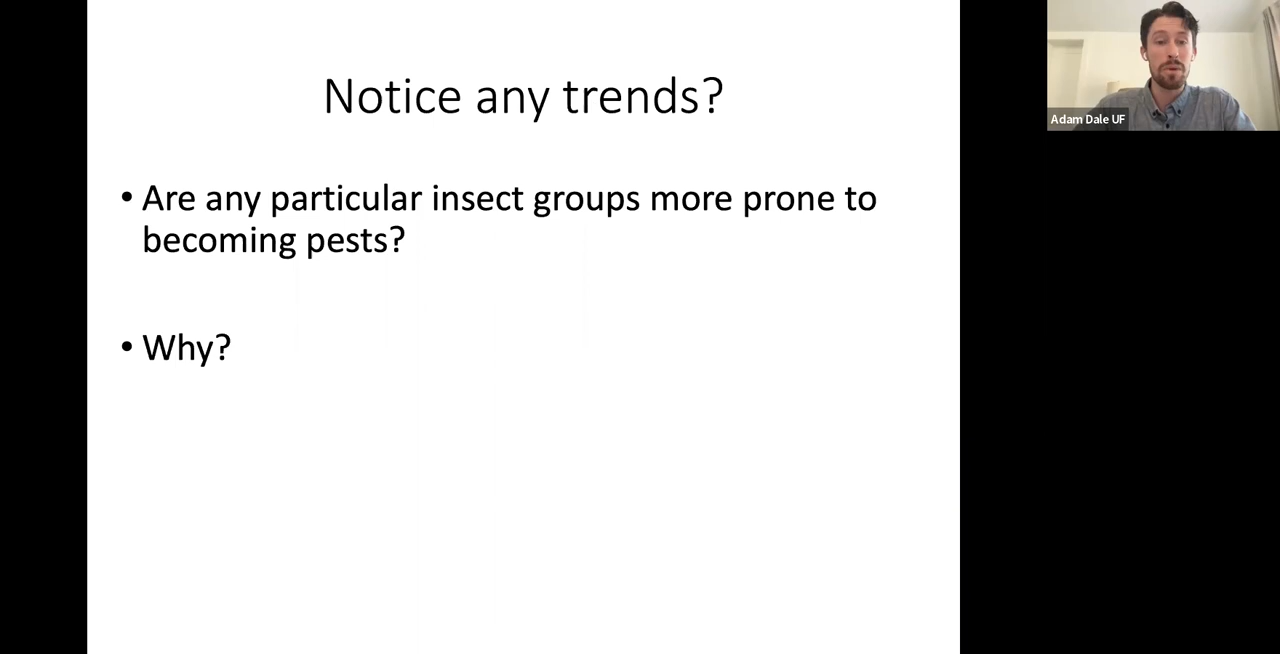 Notice any trends?
• Are any particular insect groups more prone to
becoming pests?
• Why?
Adam Dale UF